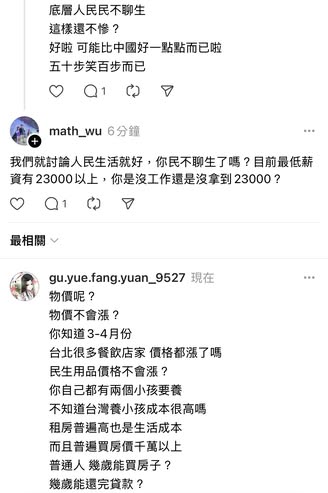 底層人民民不聊生
這樣還不慘？
好啦 可能比中國好一點點而已啦
五十步笑百步而已
1
math_wu 6分鐘
我們就討論人民生活就好，你民不聊生了嗎？目前最低薪
資有23000以上，你是沒工作還是沒拿到23000？
1
最相關
gu.yue.fang.yuan_9527 現在
物價呢？
物價不會漲？
你知道3-4月份
台北很多餐飲店家 價格都漲了嗎
民生用品價格不會漲？
你自己都有兩個小孩要養
不知道台灣養小孩成本很高嗎
租房普遍高也是生活成本
而且普遍買房價千萬以上
普通人 幾歲能買房子？
幾歲能還完貸款？